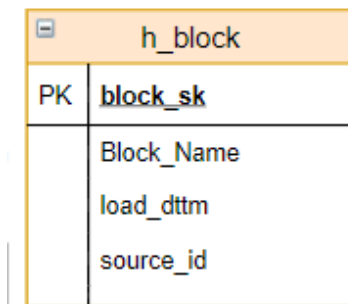 h_block
PK block_sk
Block_Name
load_dttm
source_id